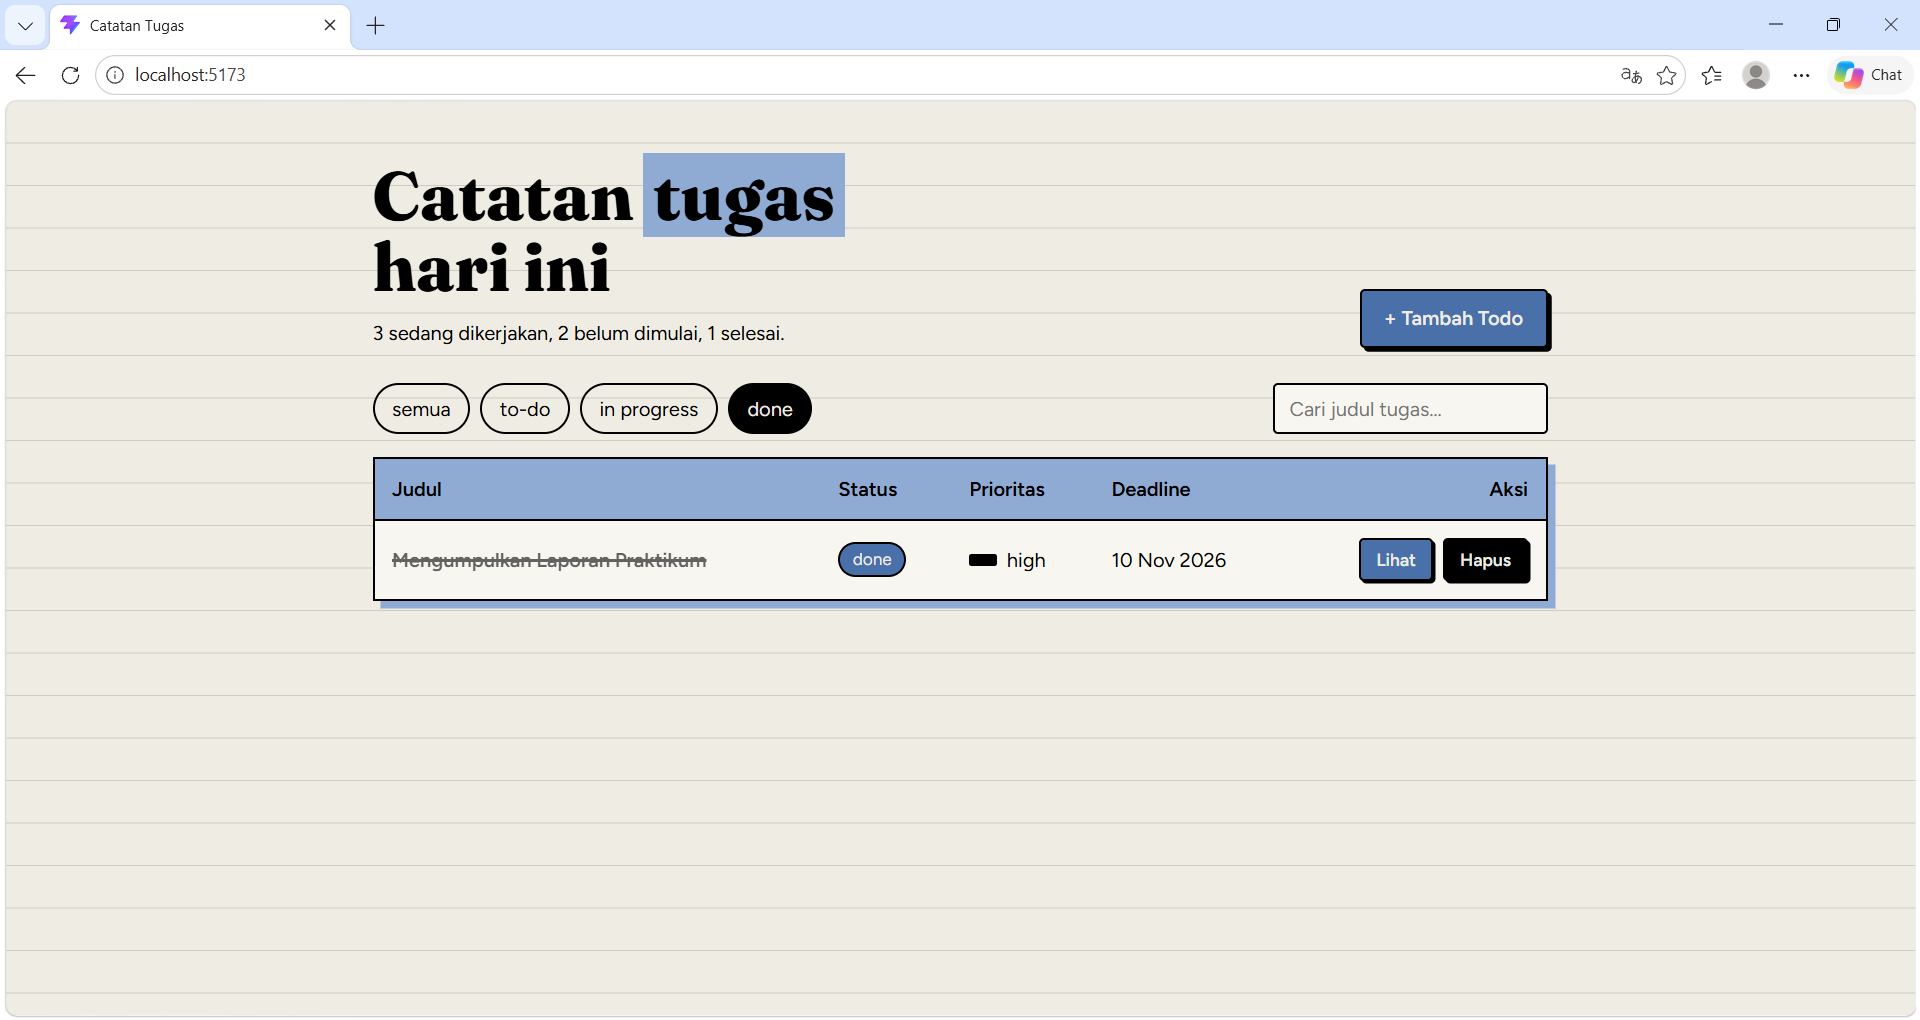 Catatan Tugas
localhost:5173
Chat
Catatan tugas
hari ini
3 sedang dikerjakan, 2 belum dimulai, 1 selesai.
+ Tambah Todo
semua to-do in progress done
Cari judul tugas...
Judul Status Prioritas Deadline Aksi
Mengumpulkan Laporan Praktikum done high 10 Nov 2026 Lihat Hapus